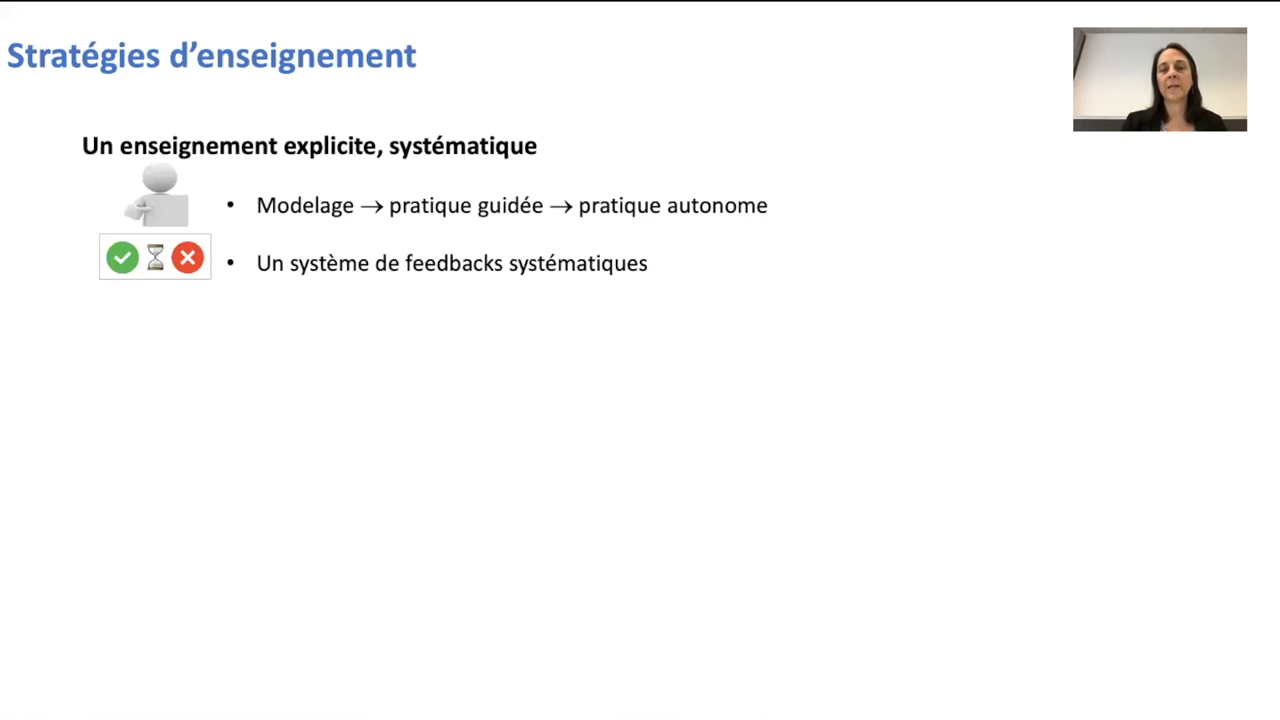 Stratégies d’enseignement
Un enseignement explicite, systématique
• Modelage → pratique guidée → pratique autonome
• Un système de feedbacks systématiques